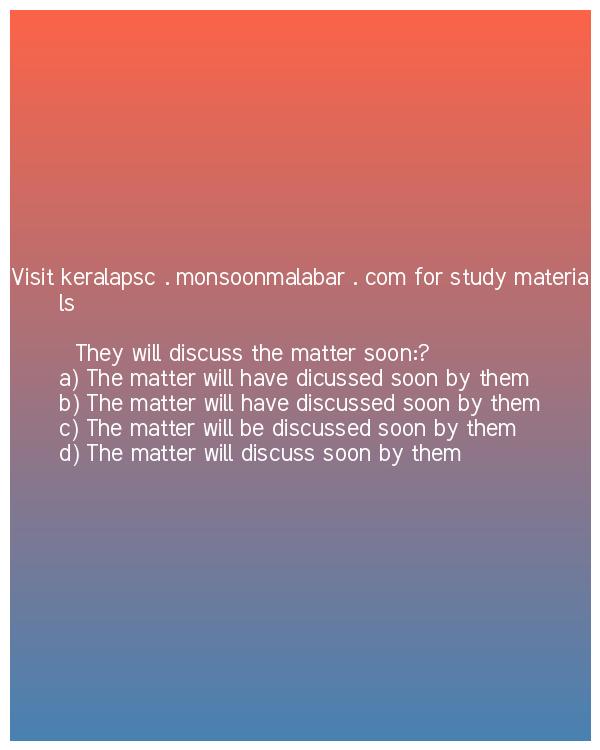 Visit keralapsc . monsoonmalabar . com for study materia
ls
They will discuss the matter soon:?
a) The matter will have dicussed soon by them
b) The matter will have discussed soon by them
c) The matter will be discussed soon by them
d) The matter will discuss soon by them